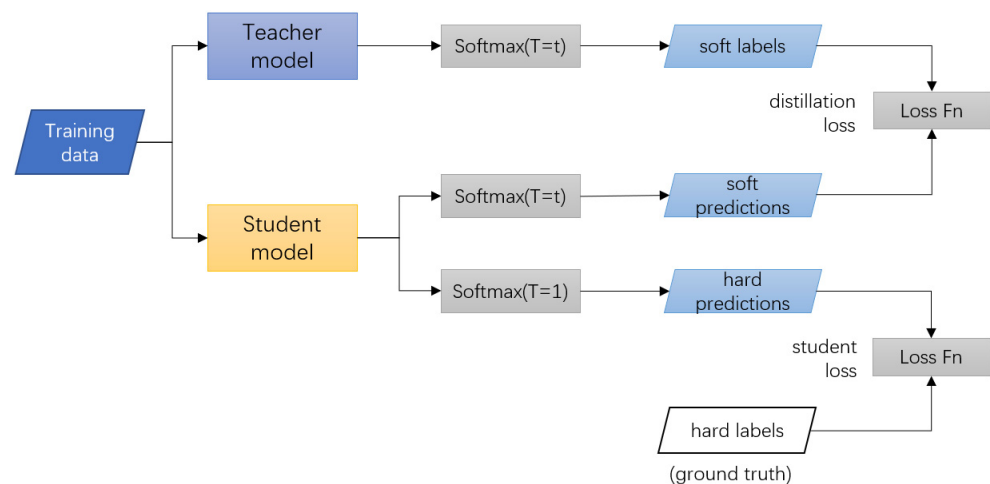 Teacher
model
Softmax(T=t)
soft labels
distillation
loss
Loss Fn
Training
data
Student
model
Softmax(T=t)
soft
predictions
Softmax(T=1)
hard
predictions
student
loss
Loss Fn
hard labels
(ground truth)